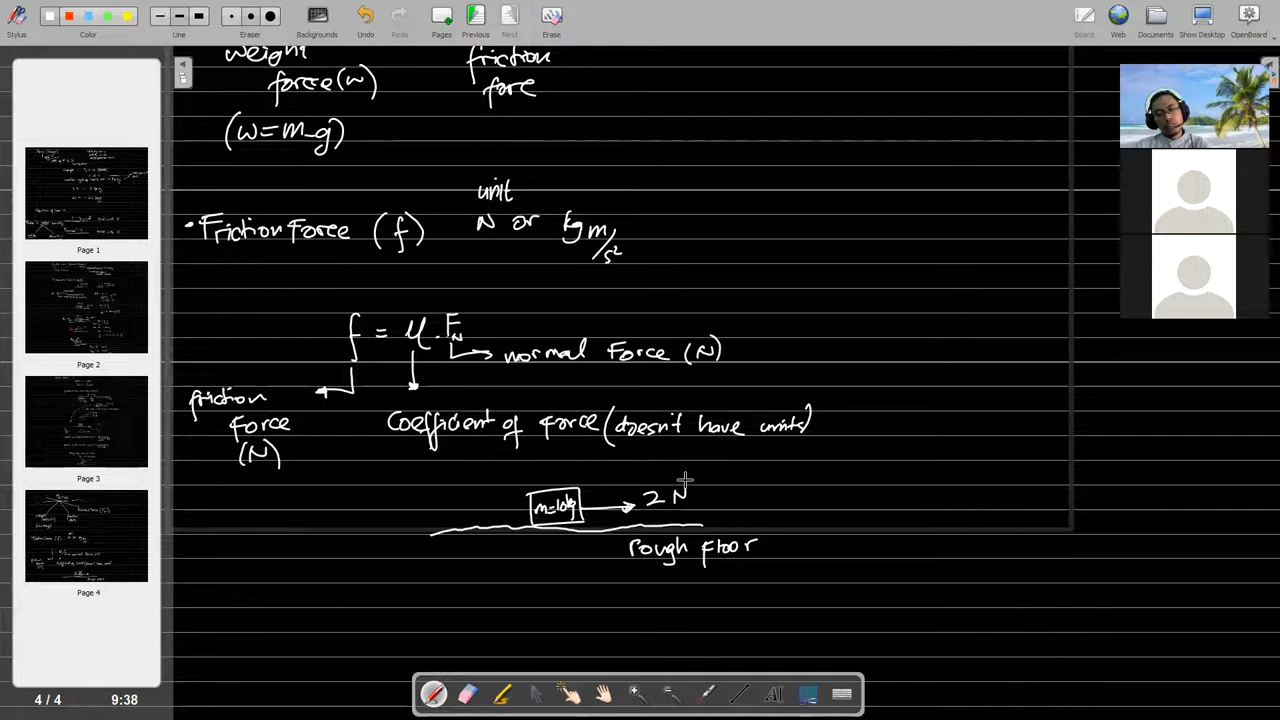 Stylus
Color
Line
Eraser
Backgrounds
Undo
Redo
Pages
Previous
Next
Erase
Board
Web
Documents
Show Desktop
OpenBoard
weight
force (w)
(w = m.g)
friction
force
unit
• Friction Force (f) N or kg m/s²
f = μ . F_N
normal Force (N)
friction
force
(N)
Coefficient of force (doesn't have units)
m=10kg
2 N
rough floor
Page 1
Page 2
Page 3
Page 4
4 / 4
9:38